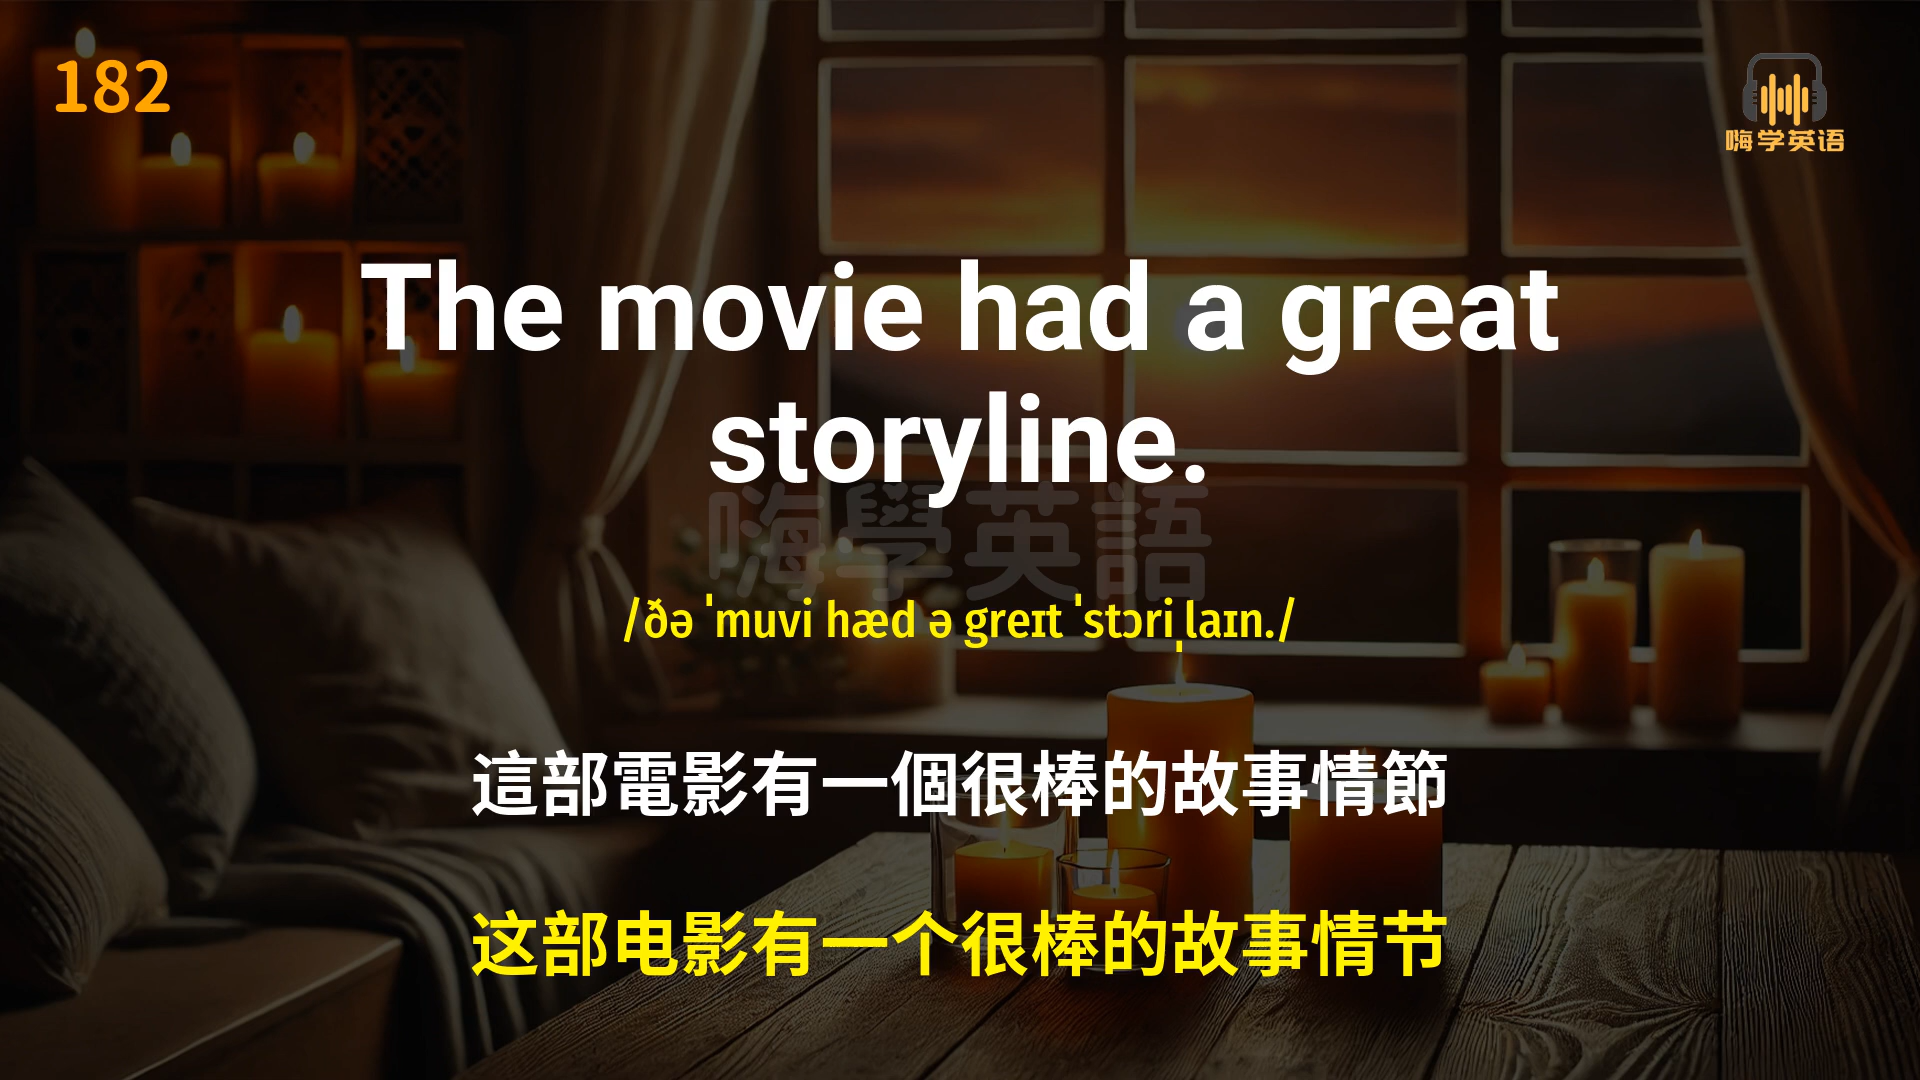 182
嗨学英语
The movie had a great
storyline.
嗨學英語
/ðə ˈmuvi hæd ə greɪt ˈstɔriˌlaɪn./
這部電影有一個很棒的故事情節
这部电影有一个很棒的故事情节